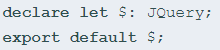 declare let $: JQuery;
export default $;